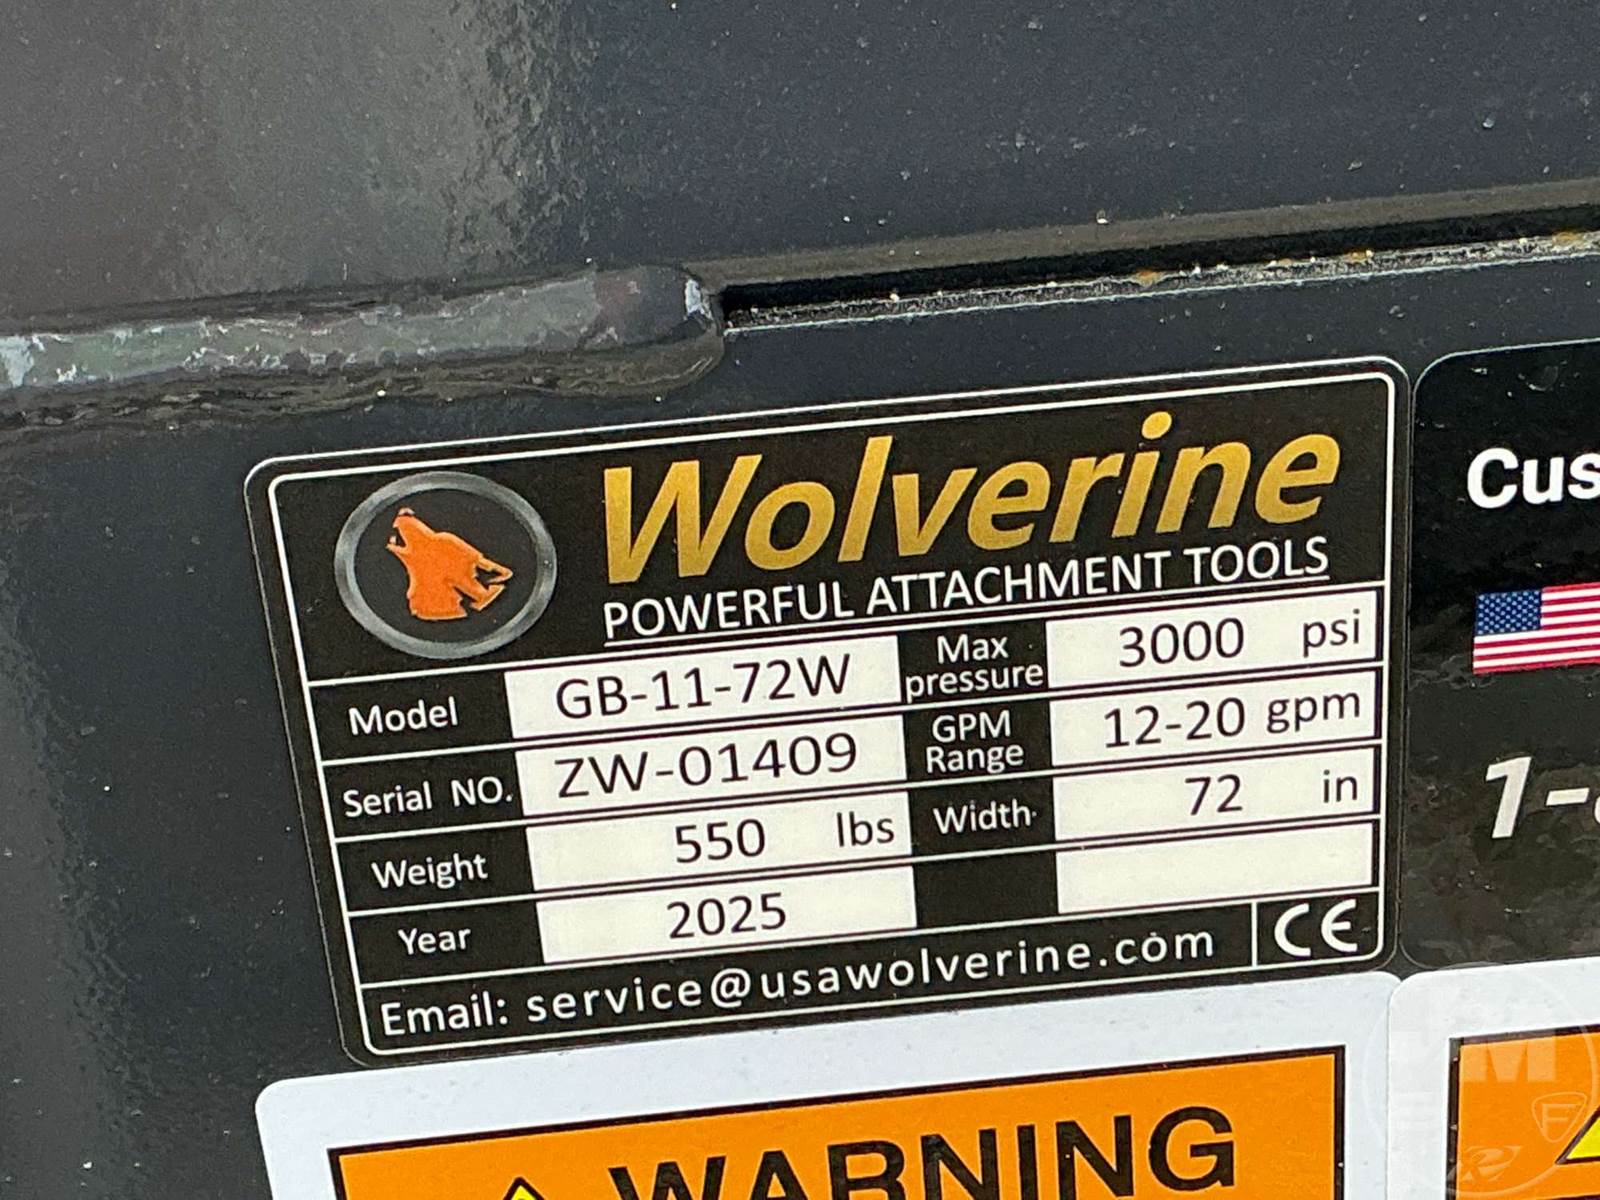 Wolverine
POWERFUL ATTACHMENT TOOLS
Model GB-11-72W Max pressure 3000 psi
Serial NO. ZW-01409 GPM Range 12-20 gpm
Weight 550 lbs Width 72 in
Year 2025
Email: service@usawolverine.com CE
WARNING